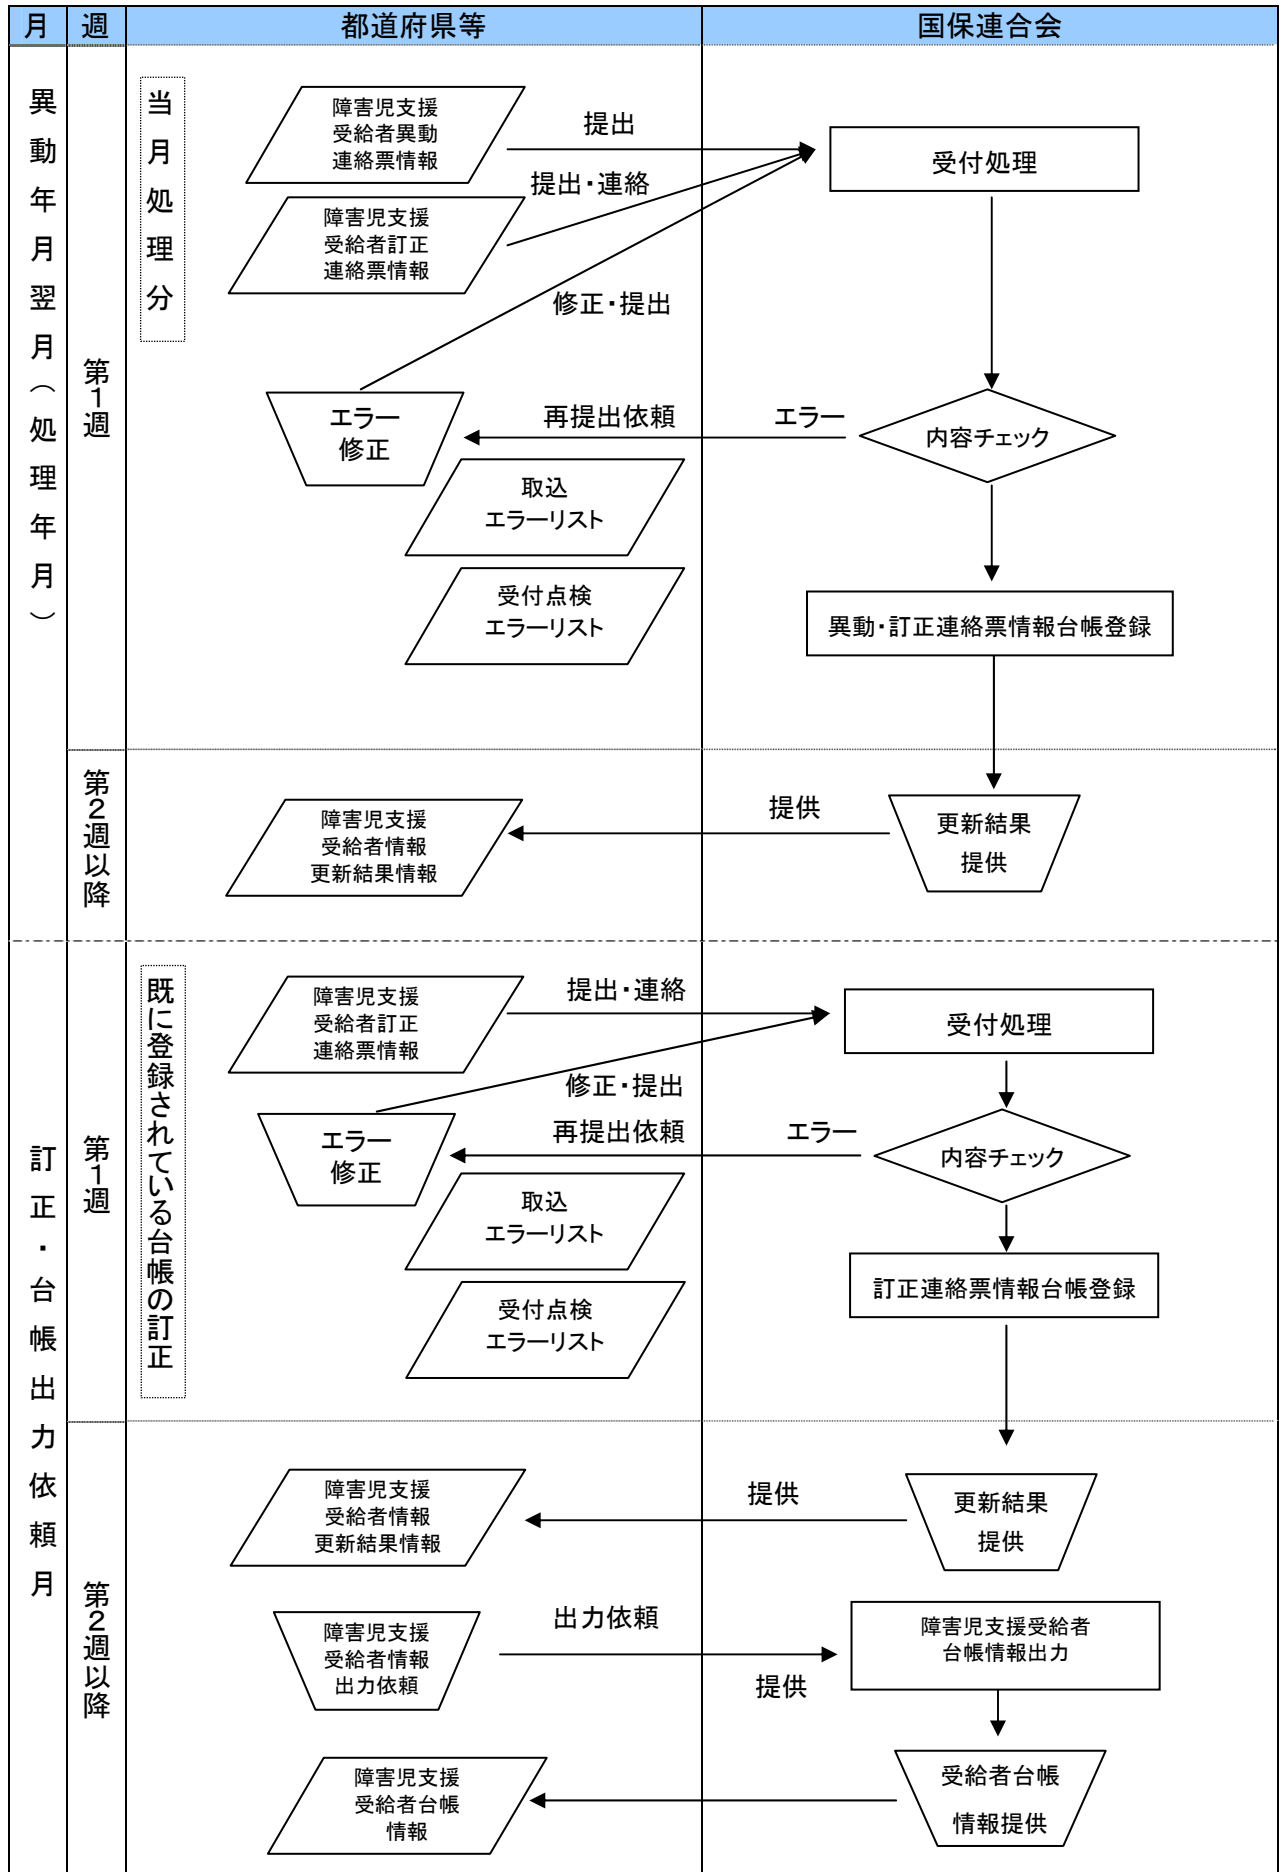 月
週
都道府県等
国保連合会
異動年月翌月（処理年月）
第1週
当月処理分
障害児支援
受給者異動
連絡票情報
提出
受付処理
提出・連絡
障害児支援
受給者訂正
連絡票情報
修正・提出
エラー
修正
再提出依頼
エラー
内容チェック
取込
エラーリスト
受付点検
エラーリスト
異動・訂正連絡票情報台帳登録
第2週以降
障害児支援
受給者情報
更新結果情報
提供
更新結果
提供
訂正・台帳出力依頼月
第1週
既に登録されている台帳の訂正
障害児支援
受給者訂正
連絡票情報
提出・連絡
受付処理
修正・提出
エラー
修正
再提出依頼
エラー
内容チェック
取込
エラーリスト
受付点検
エラーリスト
訂正連絡票情報台帳登録
第2週以降
障害児支援
受給者情報
更新結果情報
提供
更新結果
提供
障害児支援
受給者情報
出力依頼
出力依頼
障害児支援受給者
台帳情報出力
提供
障害児支援
受給者台帳
情報
受給者台帳
情報提供